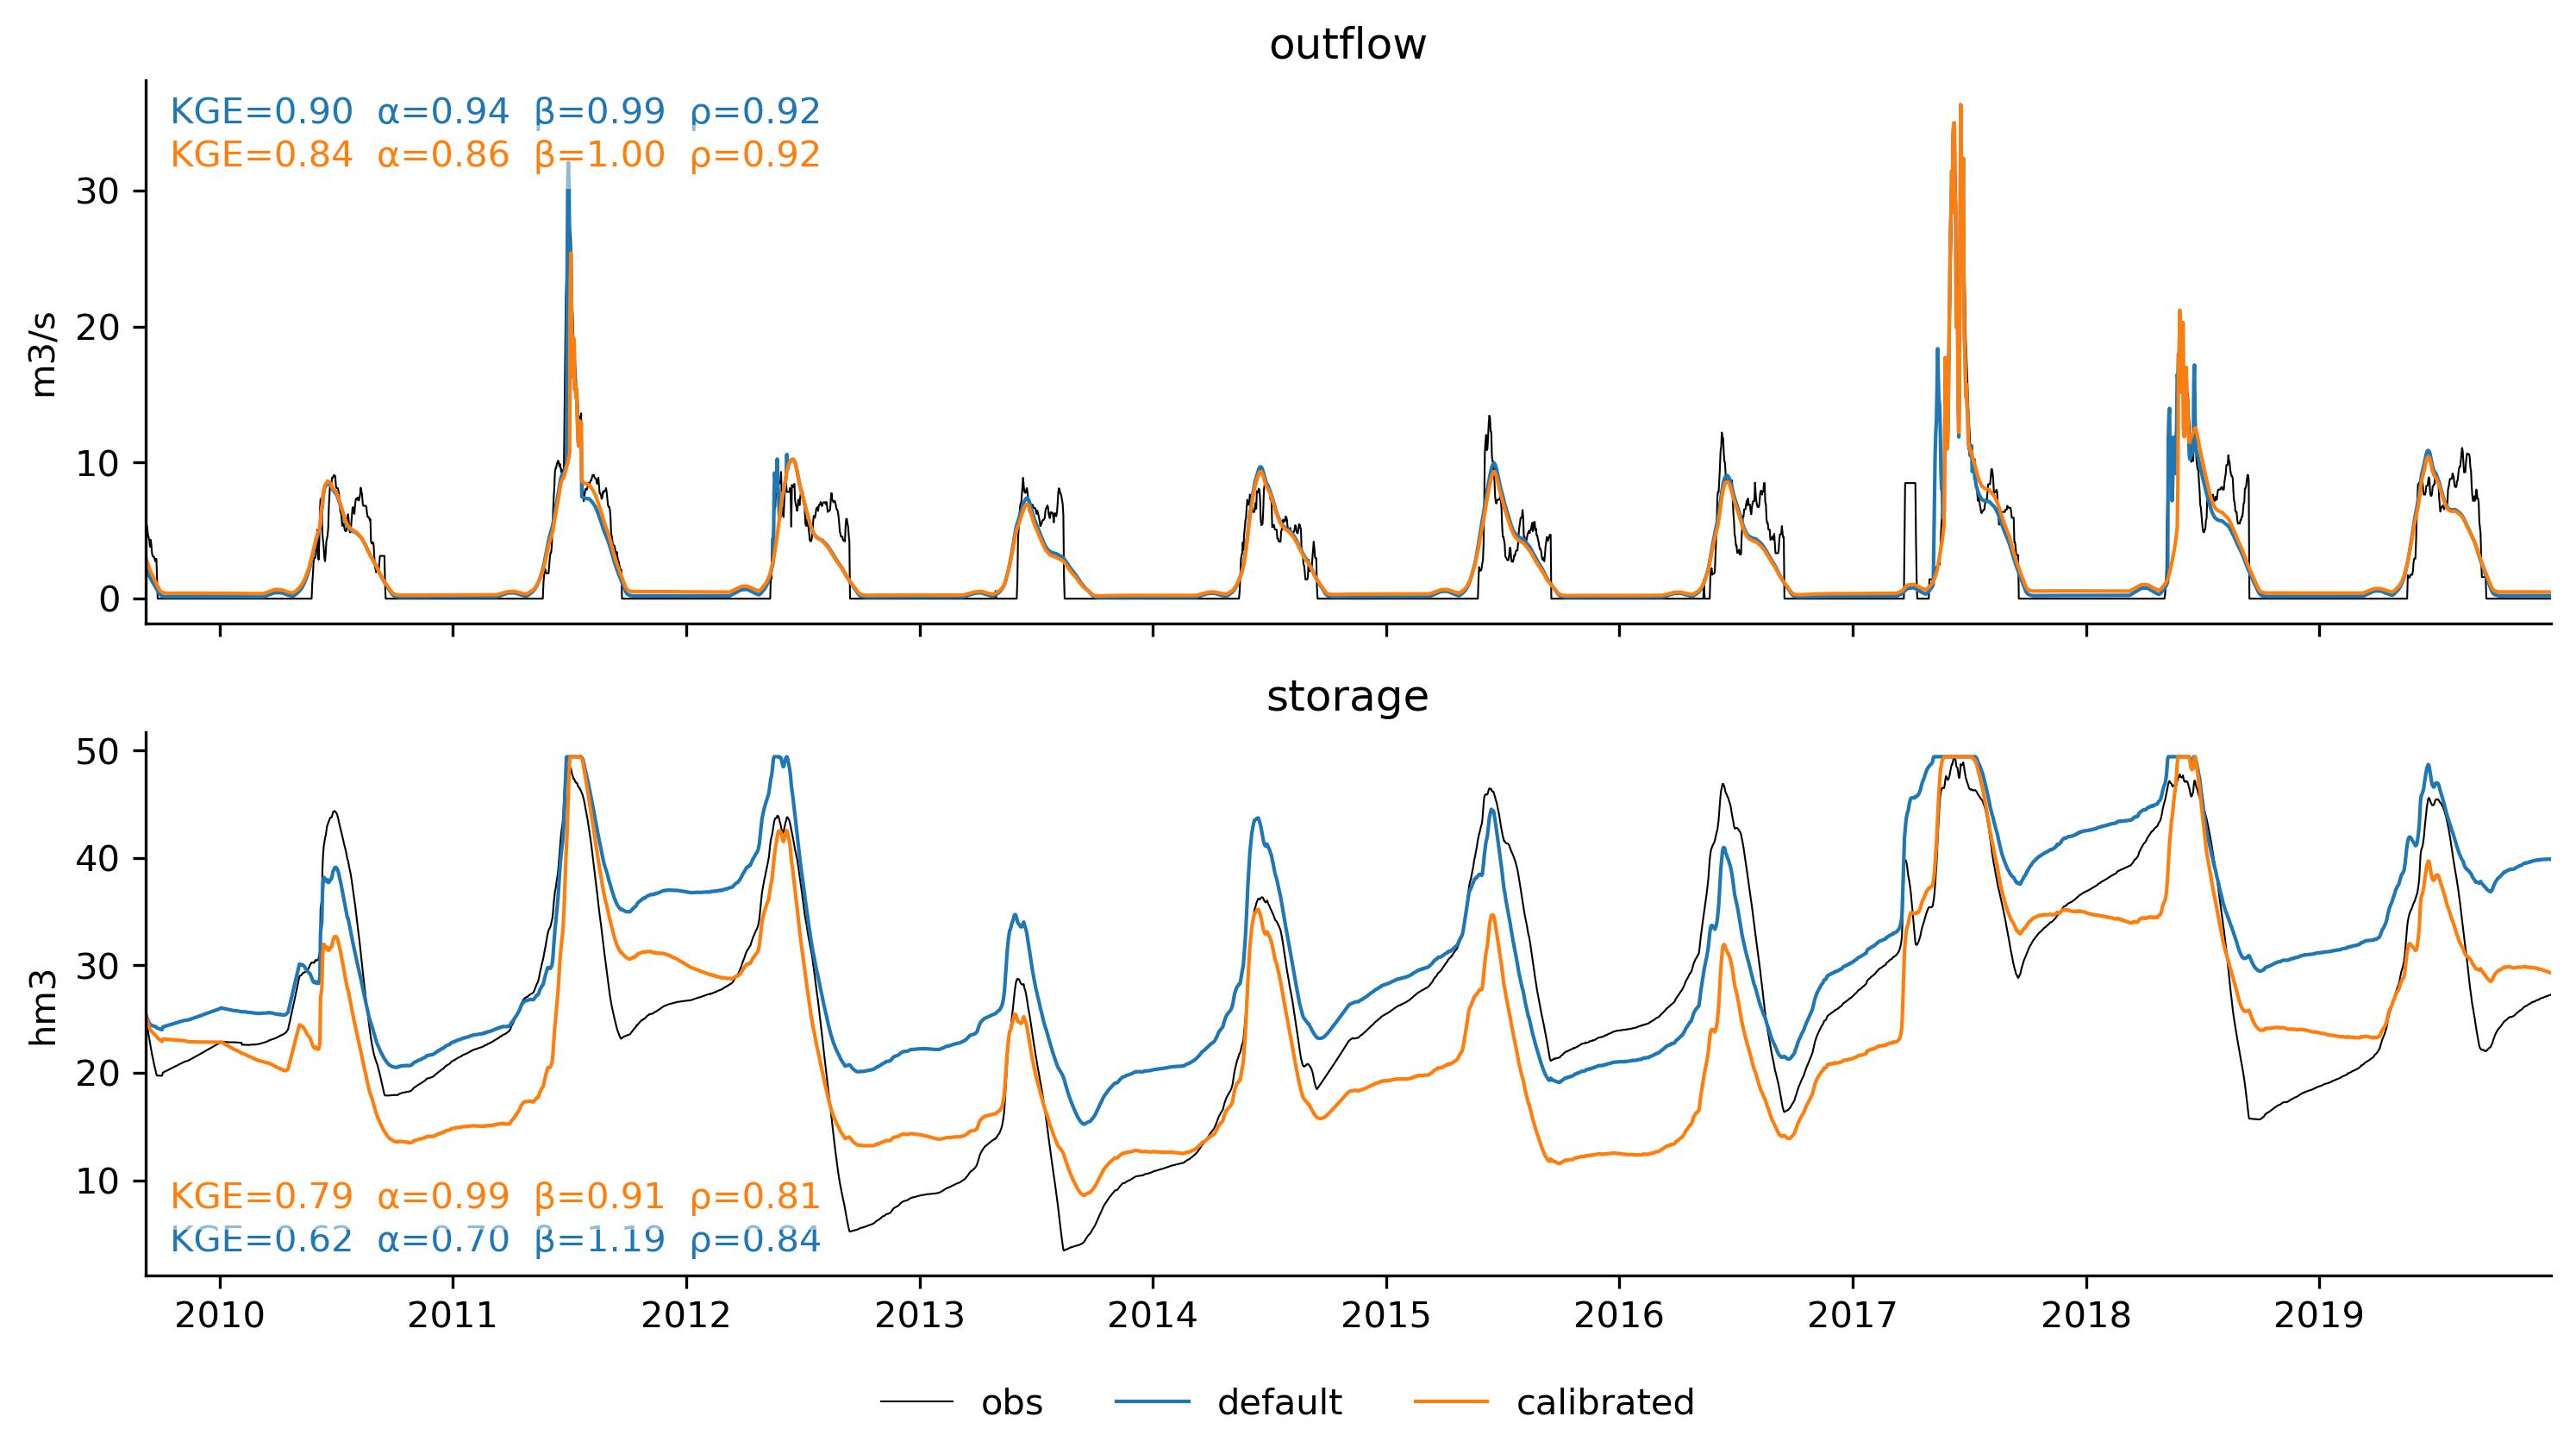 outflow
KGE=0.90 α=0.94 β=0.99 ρ=0.92
KGE=0.84 α=0.86 β=1.00 ρ=0.92
30
20
10
0
m3/s
storage
50
40
30
20
10
hm3
KGE=0.79 α=0.99 β=0.91 ρ=0.81
KGE=0.62 α=0.70 β=1.19 ρ=0.84
2010 2011 2012 2013 2014 2015 2016 2017 2018 2019
obs default calibrated